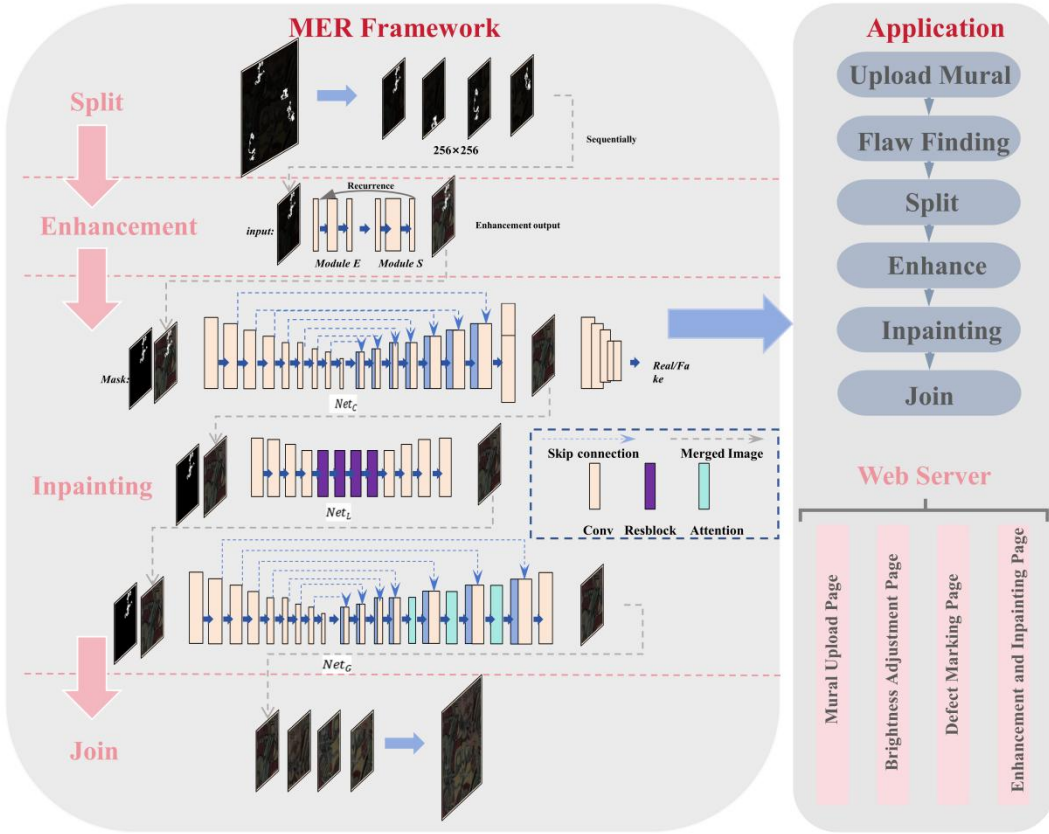 MER Framework
Split
256×256
Sequentially
Enhancement
Recurrence
input:
Enhancement output
Module E
Module S
Mask:
Real/Fa
ke
Net_C
Inpainting
Net_L
Skip connection
Merged Image
Conv
Resblock
Attention
Net_G
Join
Application
Upload Mural
Flaw Finding
Split
Enhance
Inpainting
Join
Web Server
Mural Upload Page
Brightness Adjustment Page
Defect Marking Page
Enhancement and Inpainting Page